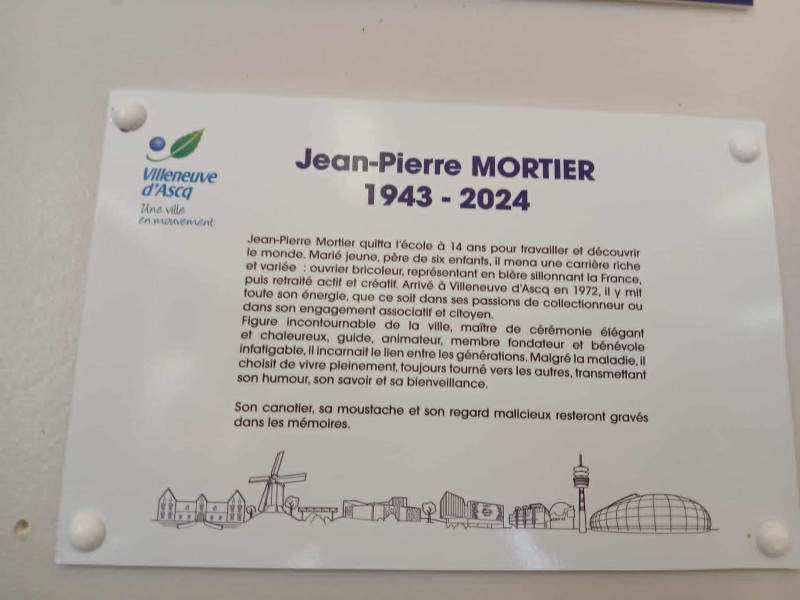 Villeneuve
d'Ascq
Une ville
en mouvement
Jean-Pierre MORTIER
1943 - 2024
Jean-Pierre Mortier quitta l'école à 14 ans pour travailler et découvrir
le monde. Marié jeune, père de six enfants, il mena une carrière riche
et variée : ouvrier bricoleur, représentant en bière sillonnant la France,
puis retraité actif et créatif. Arrivé à Villeneuve d'Ascq en 1972, il y mit
toute son énergie, que ce soit dans ses passions de collectionneur ou
dans son engagement associatif et citoyen.
Figure incontournable de la ville, maître de cérémonie élégant
et chaleureux, guide, animateur, membre fondateur et bénévole
infatigable, il incarnait le lien entre les générations. Malgré la maladie, il
choisit de vivre pleinement, toujours tourné vers les autres, transmettant
son humour, son savoir et sa bienveillance.
Son canotier, sa moustache et son regard malicieux resteront gravés
dans les mémoires.